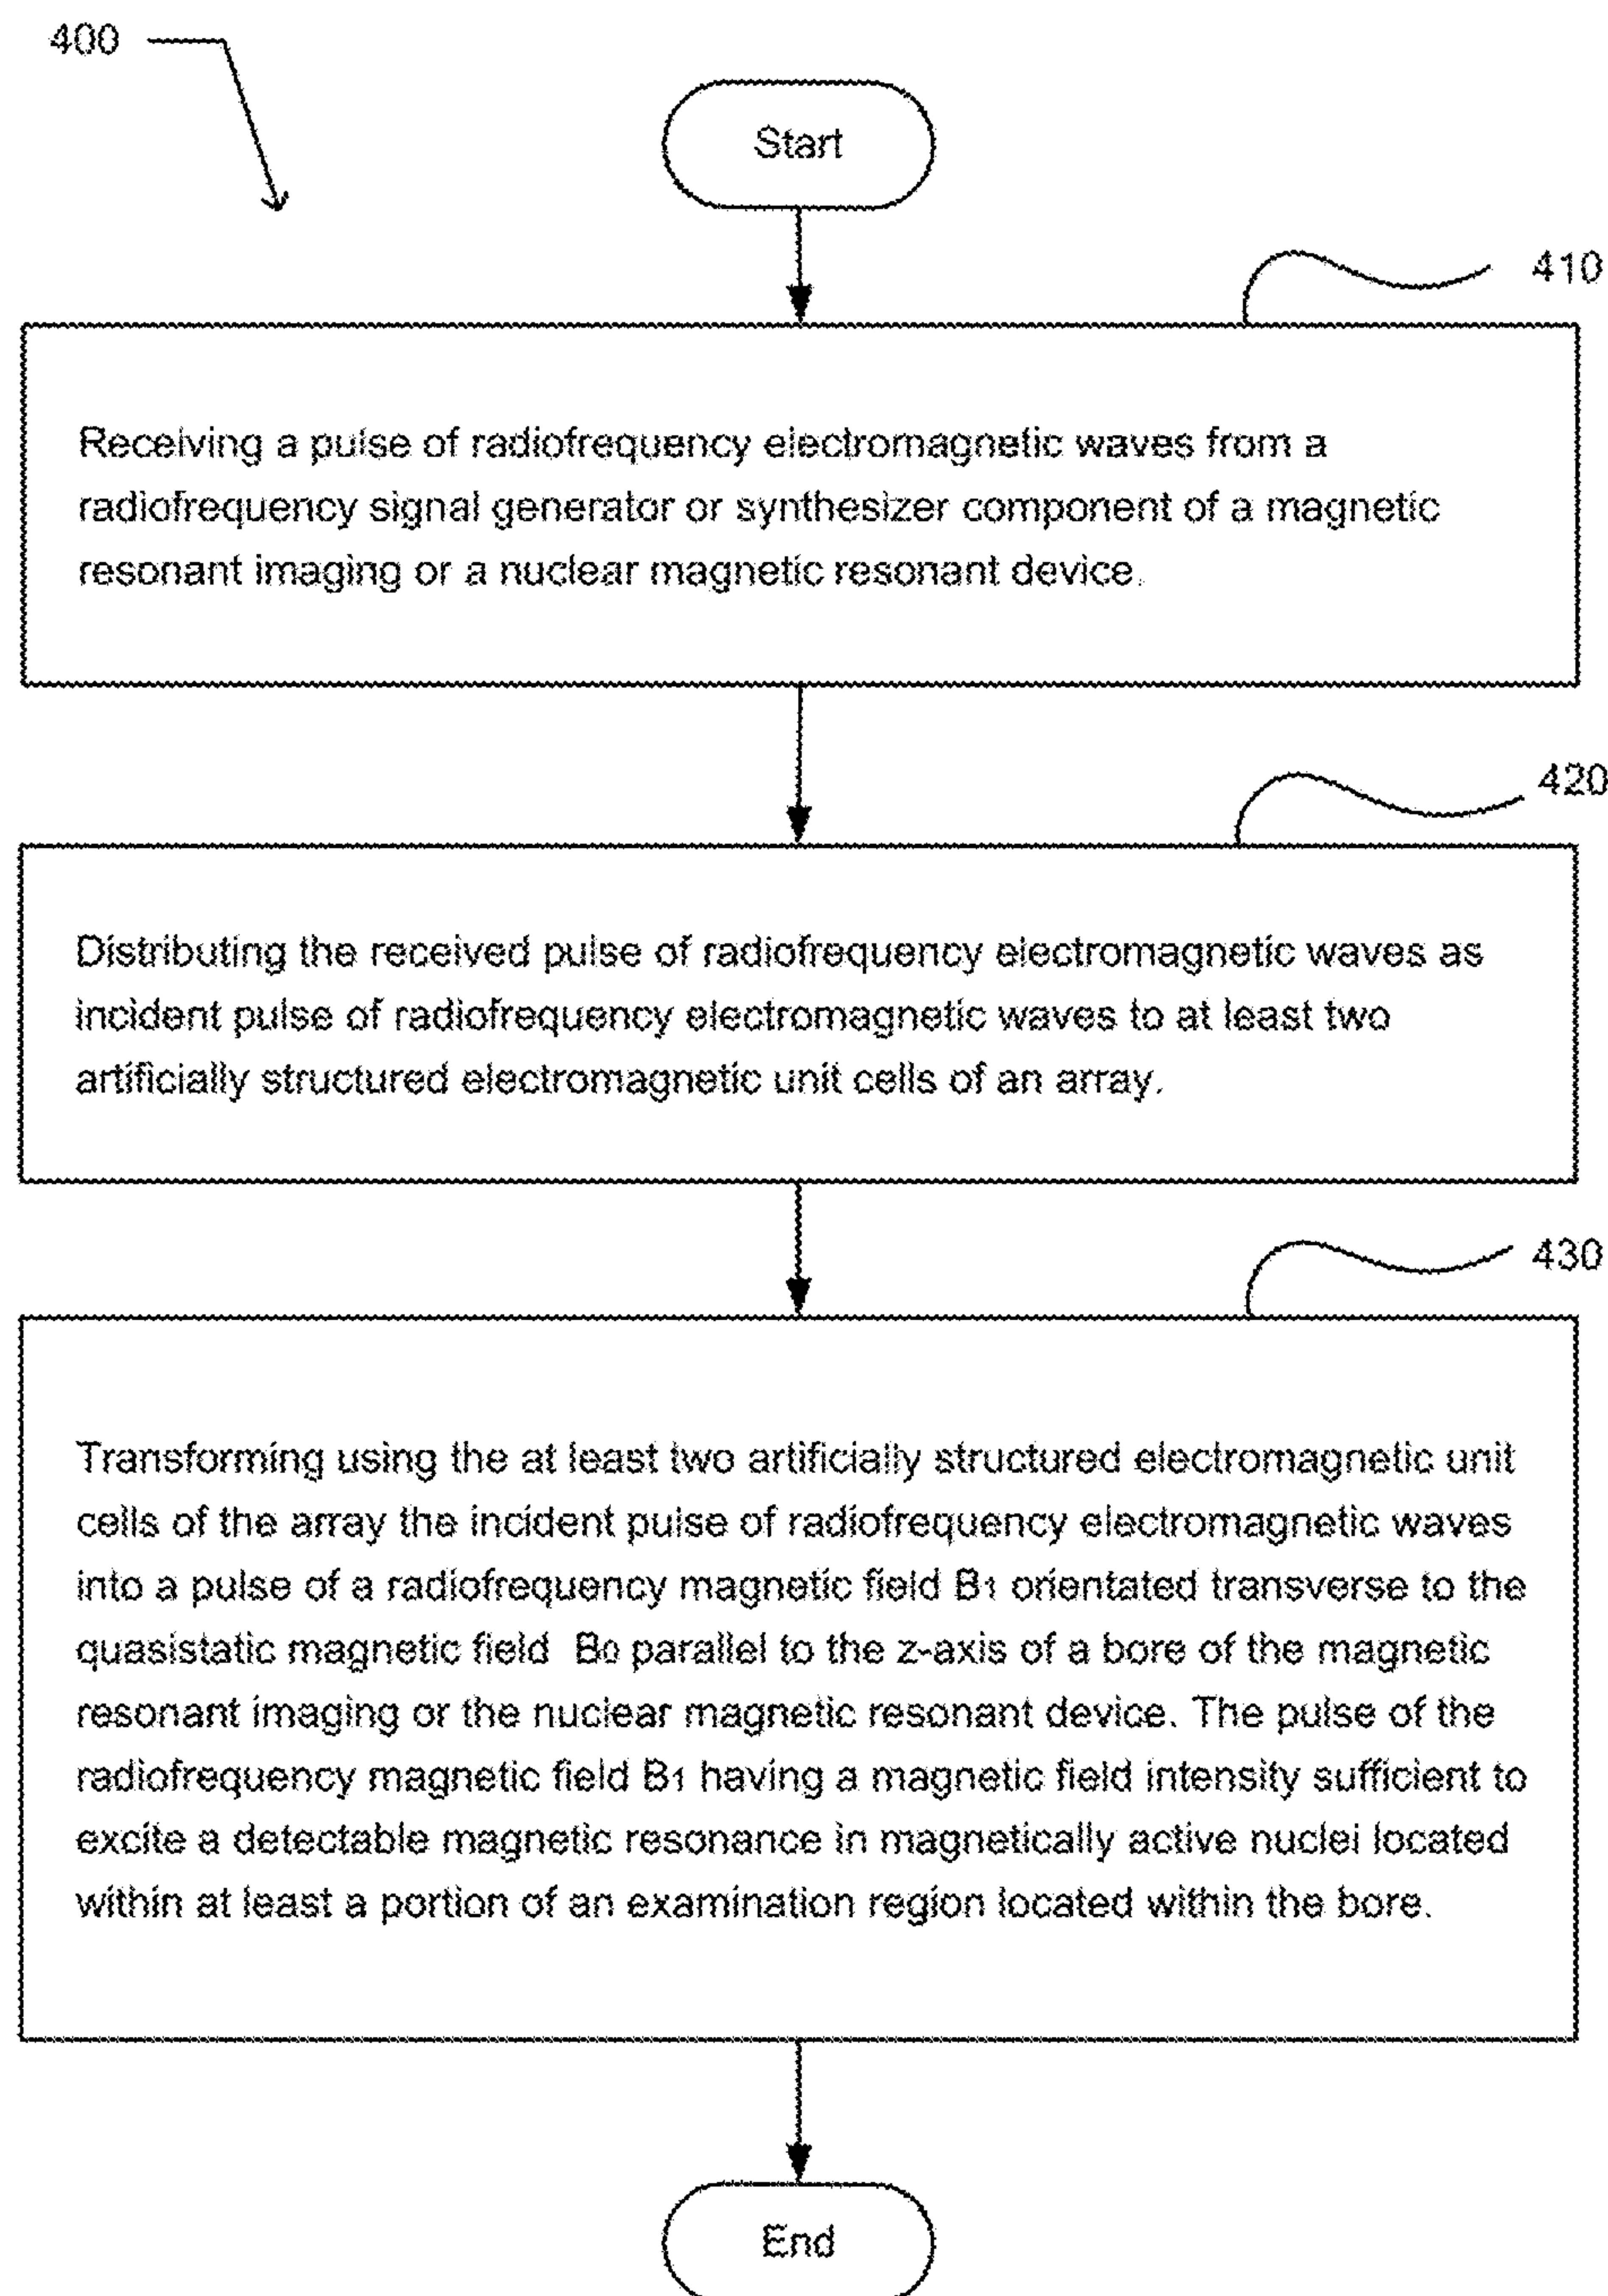 400
Start
410
Receiving a pulse of radiofrequency electromagnetic waves from a
radiofrequency signal generator or synthesizer component of a magnetic
resonant imaging or a nuclear magnetic resonant device.
420
Distributing the received pulse of radiofrequency electromagnetic waves as
incident pulse of radiofrequency electromagnetic waves to at least two
artificially structured electromagnetic unit cells of an array.
430
Transforming using the at least two artificially structured electromagnetic unit
cells of the array the incident pulse of radiofrequency electromagnetic waves
into a pulse of a radiofrequency magnetic field B1 orientated transverse to the
quasistatic magnetic field B0 parallel to the z-axis of a bore of the magnetic
resonant imaging or the nuclear magnetic resonant device. The pulse of the
radiofrequency magnetic field B1 having a magnetic field intensity sufficient to
excite a detectable magnetic resonance in magnetically active nuclei located
within at least a portion of an examination region located within the bore.
End